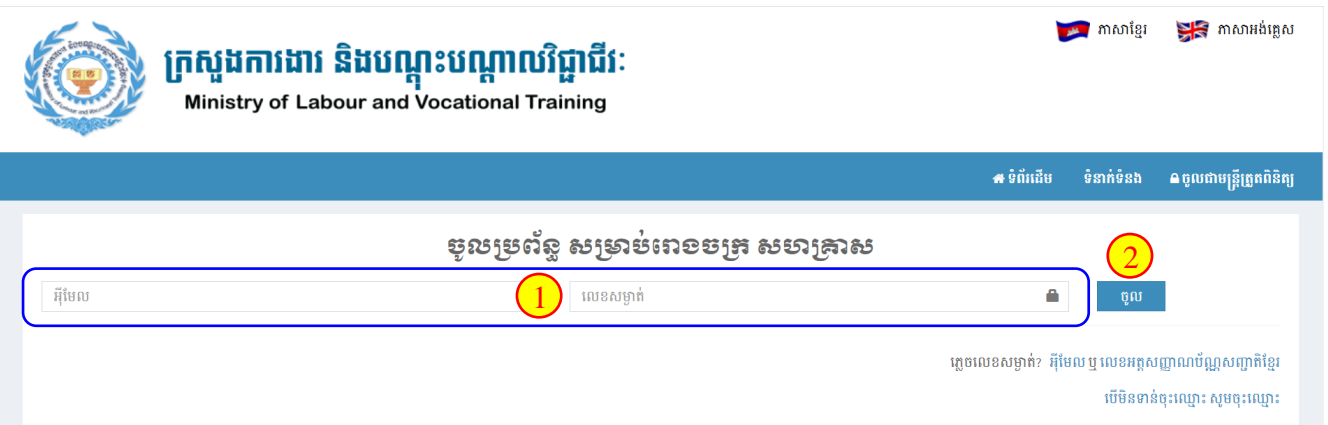 ភាសាខ្មែរ ភាសាអង់គ្លេស
ក្រសួងការងារ និងបណ្តុះបណ្តាលវិជ្ជាជីវៈ
Ministry of Labour and Vocational Training
ទំព័រដើម ទំនាក់ទំនង ចូលជាមន្ត្រីត្រួតពិនិត្យ
ចូលប្រព័ន្ធ សម្រាប់រោងចក្រ សហគ្រាស
2
អ៊ីមែល 1 លេខសម្ងាត់ ចូល
ភ្លេចលេខសម្ងាត់? អ៊ីមែល ឬ លេខអត្តសញ្ញាណប័ណ្ណសញ្ជាតិខ្មែរ
បើមិនទាន់ចុះឈ្មោះ សូមចុះឈ្មោះ